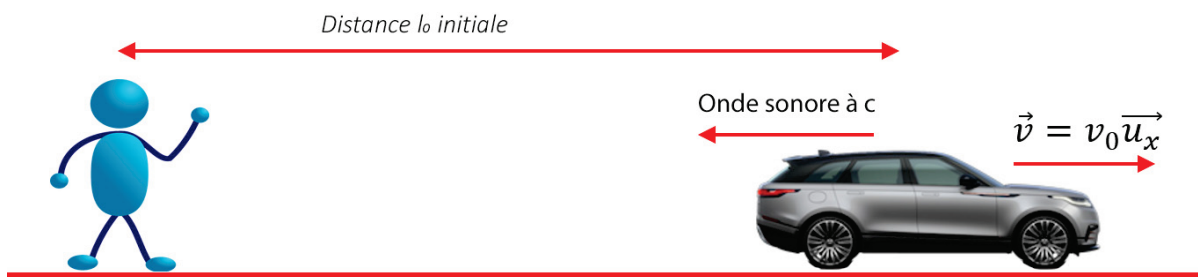 Distance l₀ initiale
Onde sonore à c
v⃗ = v₀u⃗ₓ